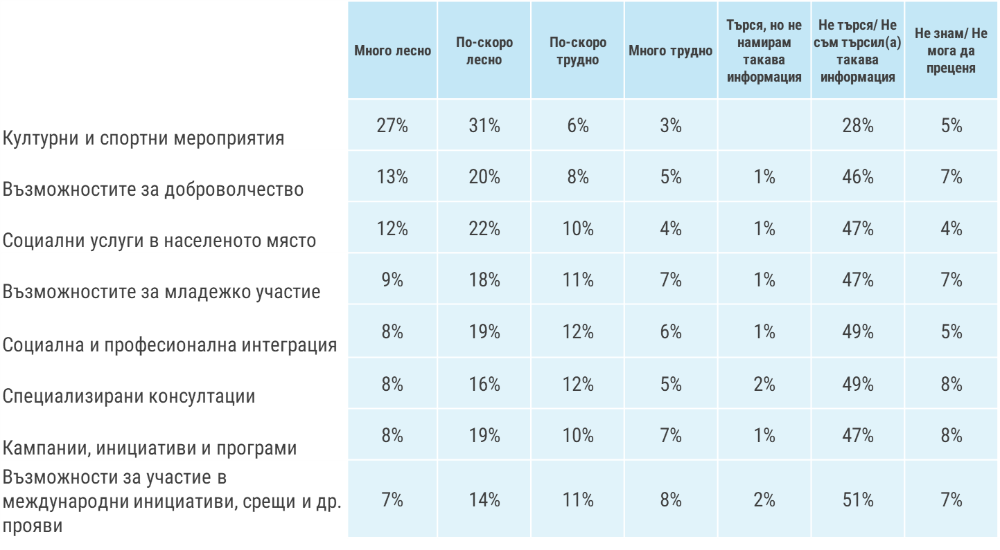 Много лесно
По-скоро
лесно
По-скоро
трудно
Много трудно
Търся, но не
намирам
такава
информация
Не търся/ Не
съм търсил(а)
такава
информация
Не знам/ Не
мога да
преценя
Културни и спортни мероприятия
27% 31% 6% 3% 28% 5%
Възможностите за доброволчество
13% 20% 8% 5% 1% 46% 7%
Социални услуги в населеното място
12% 22% 10% 4% 1% 47% 4%
Възможностите за младежко участие
9% 18% 11% 7% 1% 47% 7%
Социална и професионална интеграция
8% 19% 12% 6% 1% 49% 5%
Специализирани консултации
8% 16% 12% 5% 2% 49% 8%
Кампании, инициативи и програми
8% 19% 10% 7% 1% 47% 8%
Възможности за участие в
международни инициативи, срещи и др.
прояви
7% 14% 11% 8% 2% 51% 7%